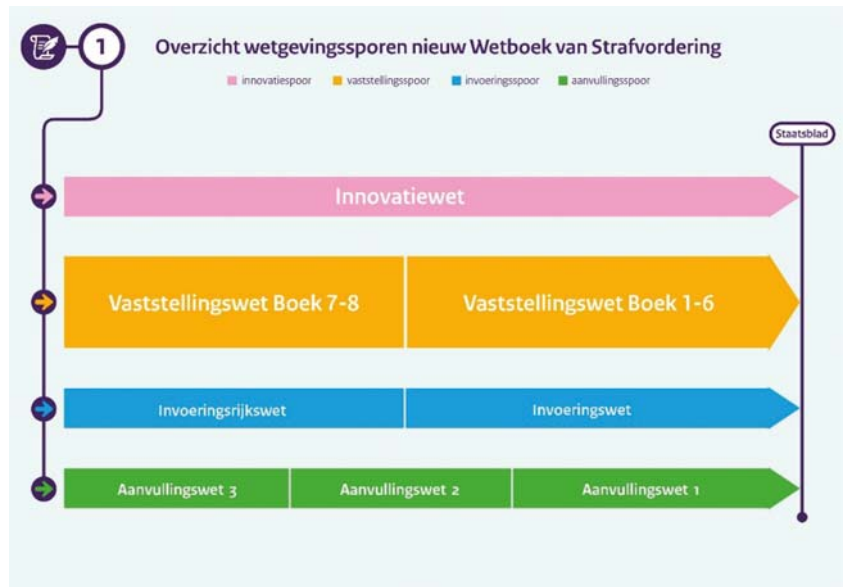 1
Overzicht wetgevingssporen nieuw Wetboek van Strafvordering
innovatiespoor vaststellingsspoor invoeringsspoor aanvullingsspoor
Staatsblad
Innovatiewet
Vaststellingswet Boek 7-8 Vaststellingswet Boek 1-6
Invoeringsrijkswet Invoeringswet
Aanvullingswet 3 Aanvullingswet 2 Aanvullingswet 1